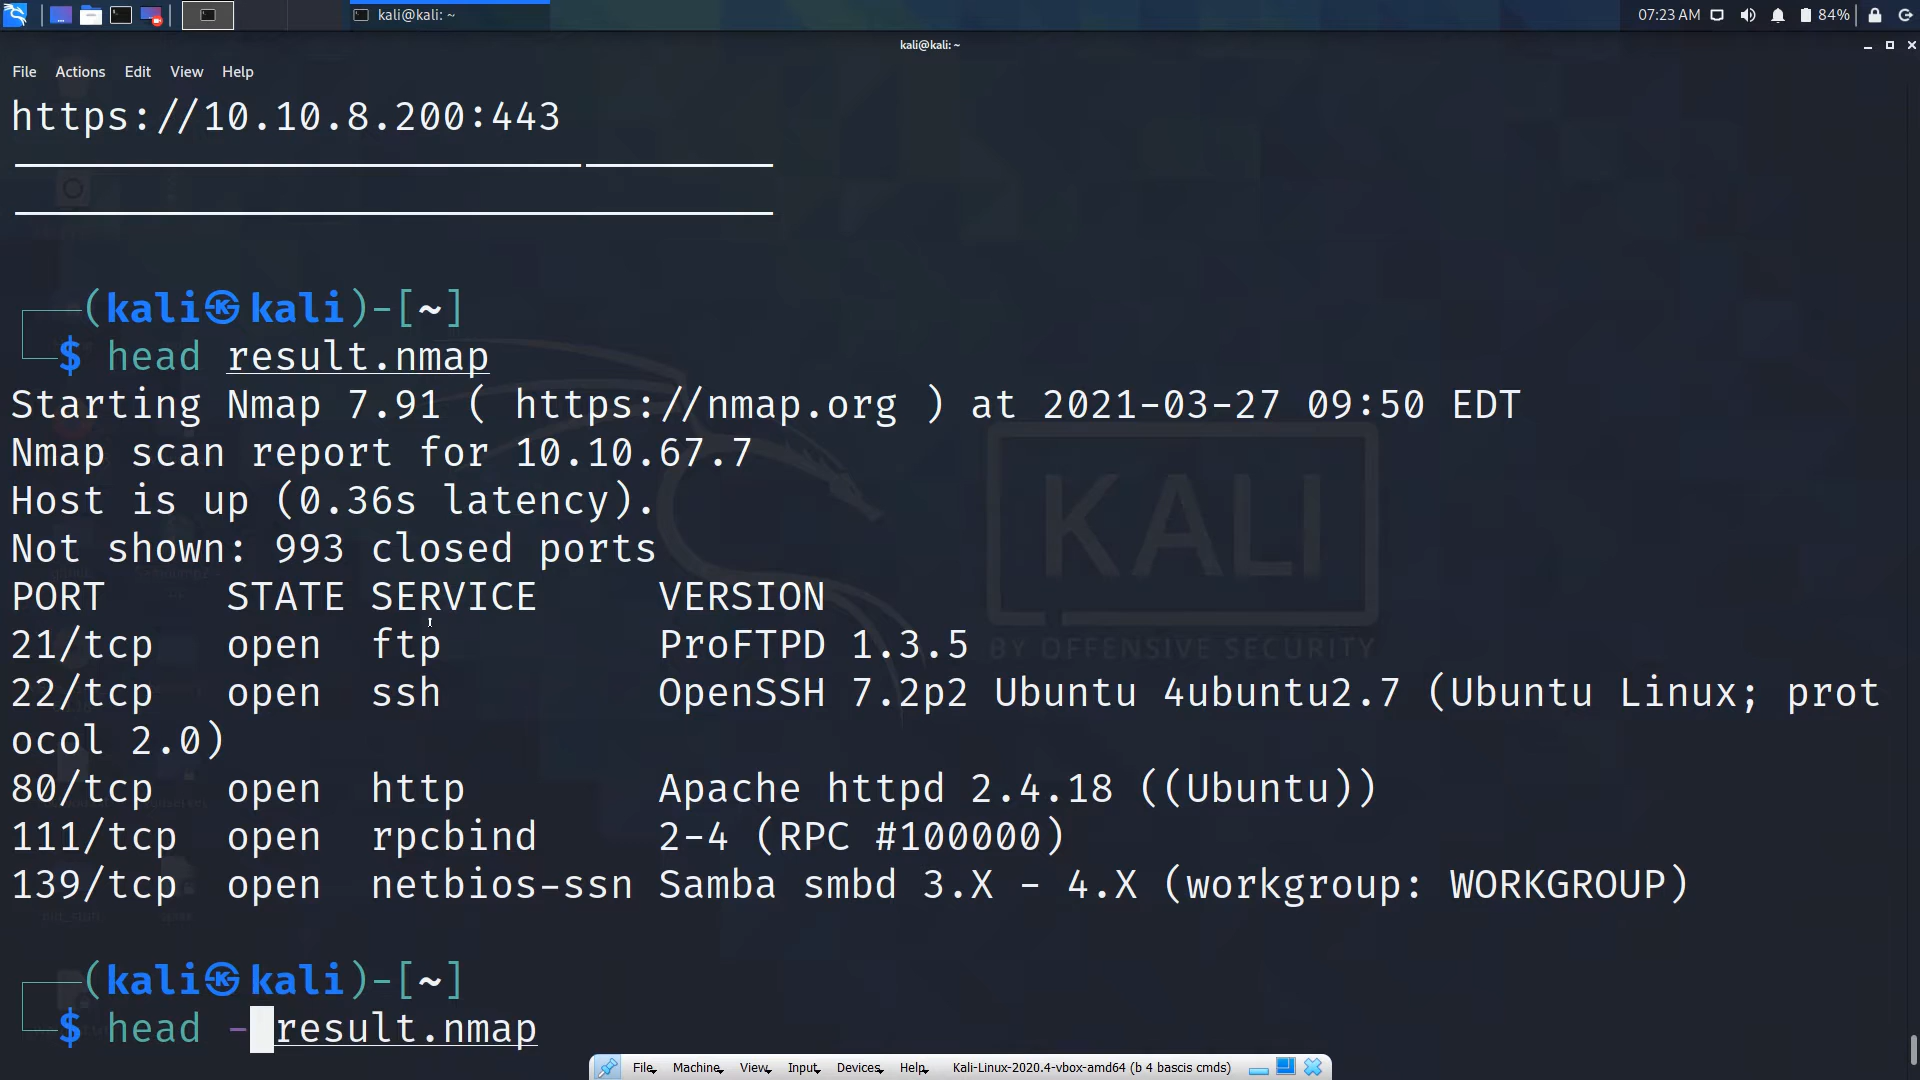 kali@kali: ~
07:23 AM
84%
kali@kali: ~
File Actions Edit View Help
https://10.10.8.200:443
(kali㉿kali)-[~]
$ head result.nmap
Starting Nmap 7.91 ( https://nmap.org ) at 2021-03-27 09:50 EDT
Nmap scan report for 10.10.67.7
Host is up (0.36s latency).
Not shown: 993 closed ports
PORT STATE SERVICE VERSION
21/tcp open ftp ProFTPD 1.3.5
22/tcp open ssh OpenSSH 7.2p2 Ubuntu 4ubuntu2.7 (Ubuntu Linux; prot
ocol 2.0)
80/tcp open http Apache httpd 2.4.18 ((Ubuntu))
111/tcp open rpcbind 2-4 (RPC #100000)
139/tcp open netbios-ssn Samba smbd 3.X - 4.X (workgroup: WORKGROUP)
KALI
BY OFFENSIVE SECURITY
(kali㉿kali)-[~]
$ head - result.nmap
File Machine View Input Devices Help Kali-Linux-2020.4-vbox-amd64 (b 4 bascis cmds)